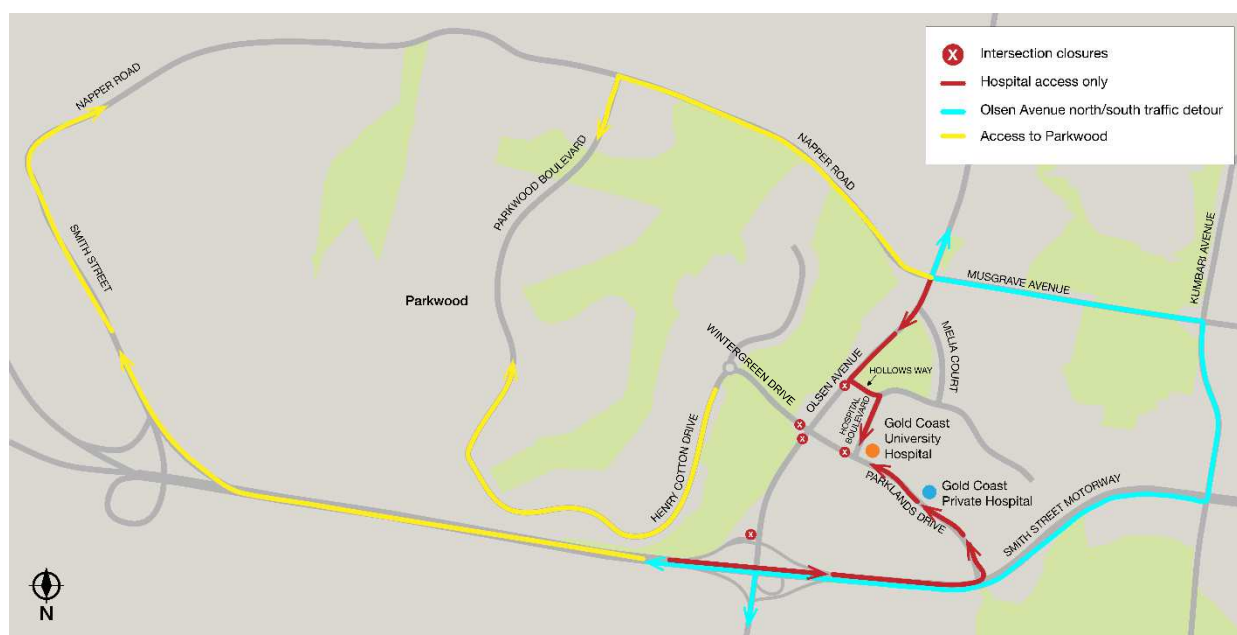 X Intersection closures
Hospital access only
Olsen Avenue north/south traffic detour
Access to Parkwood
NAPPER ROAD
SMITH STREET
PARKWOOD BOULEVARD
NAPPER ROAD
Parkwood
MUSGRAVE AVENUE
KUMBARI AVENUE
MELIA COURT
WINTERGREEN DRIVE
OLSEN AVENUE
HOLLOWS WAY
X
X
X
HOSPITAL
BOULEVARD
X
Gold Coast
University
Hospital
HENRY COTTON DRIVE
PARKLANDS DRIVE
Gold Coast
Private Hospital
SMITH STREET MOTORWAY
X
N